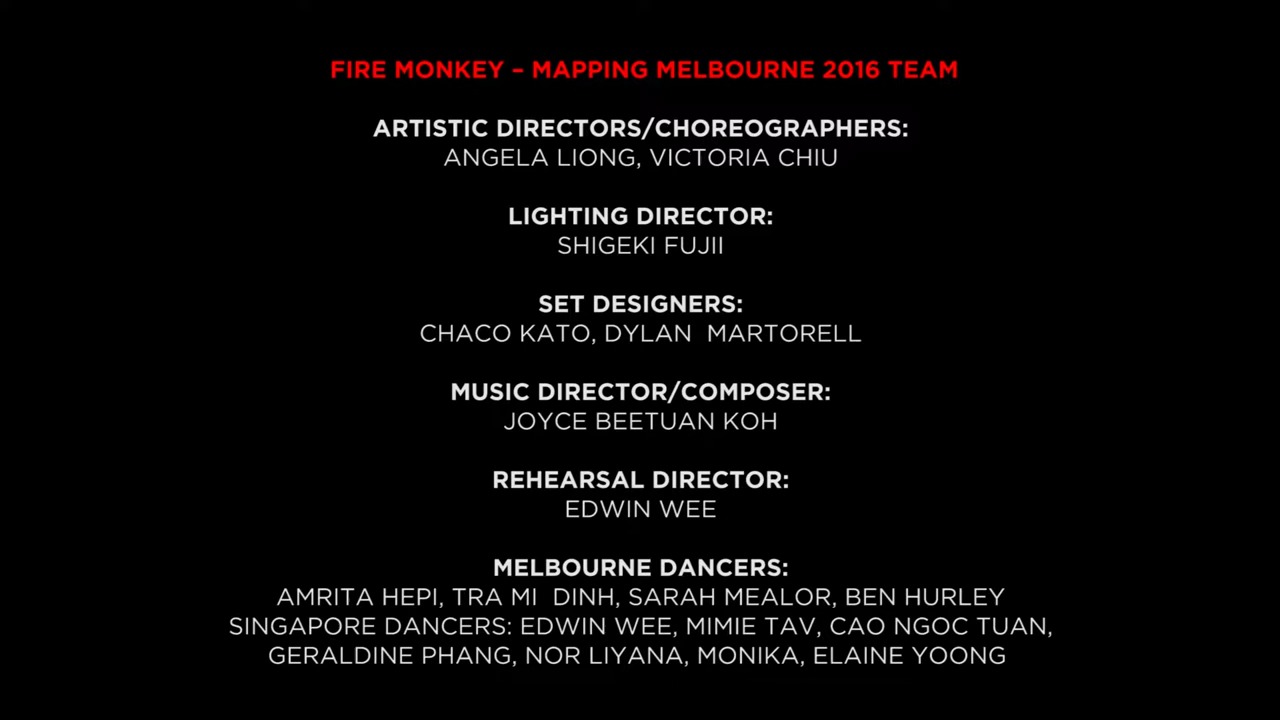 FIRE MONKEY – MAPPING MELBOURNE 2016 TEAM
ARTISTIC DIRECTORS/CHOREOGRAPHERS:
ANGELA LIONG, VICTORIA CHIU
LIGHTING DIRECTOR:
SHIGEKI FUJII
SET DESIGNERS:
CHACO KATO, DYLAN  MARTORELL
MUSIC DIRECTOR/COMPOSER:
JOYCE BEETUAN KOH
REHEARSAL DIRECTOR:
EDWIN WEE
MELBOURNE DANCERS:
AMRITA HEPI, TRA MI  DINH, SARAH MEALOR, BEN HURLEY
SINGAPORE DANCERS: EDWIN WEE, MIMIE TAV, CAO NGOC TUAN,
GERALDINE PHANG, NOR LIYANA, MONIKA, ELAINE YOONG